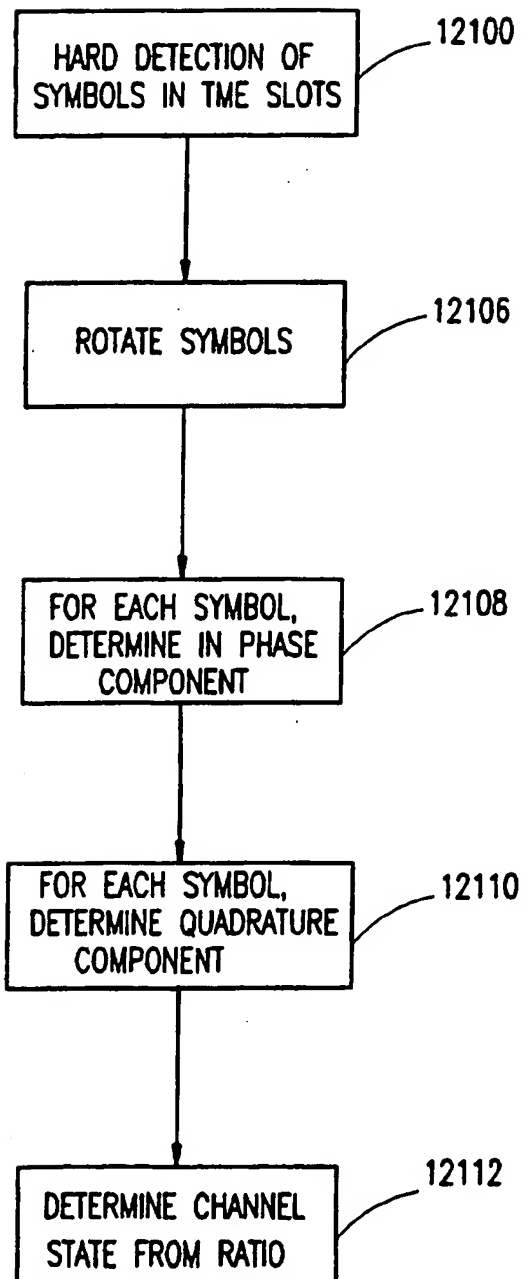 HARD DETECTION OF
SYMBOLS IN TME SLOTS
12100
ROTATE SYMBOLS
12106
FOR EACH SYMBOL,
DETERMINE IN PHASE
COMPONENT
12108
FOR EACH SYMBOL,
DETERMINE QUADRATURE
COMPONENT
12110
DETERMINE CHANNEL
STATE FROM RATIO
12112